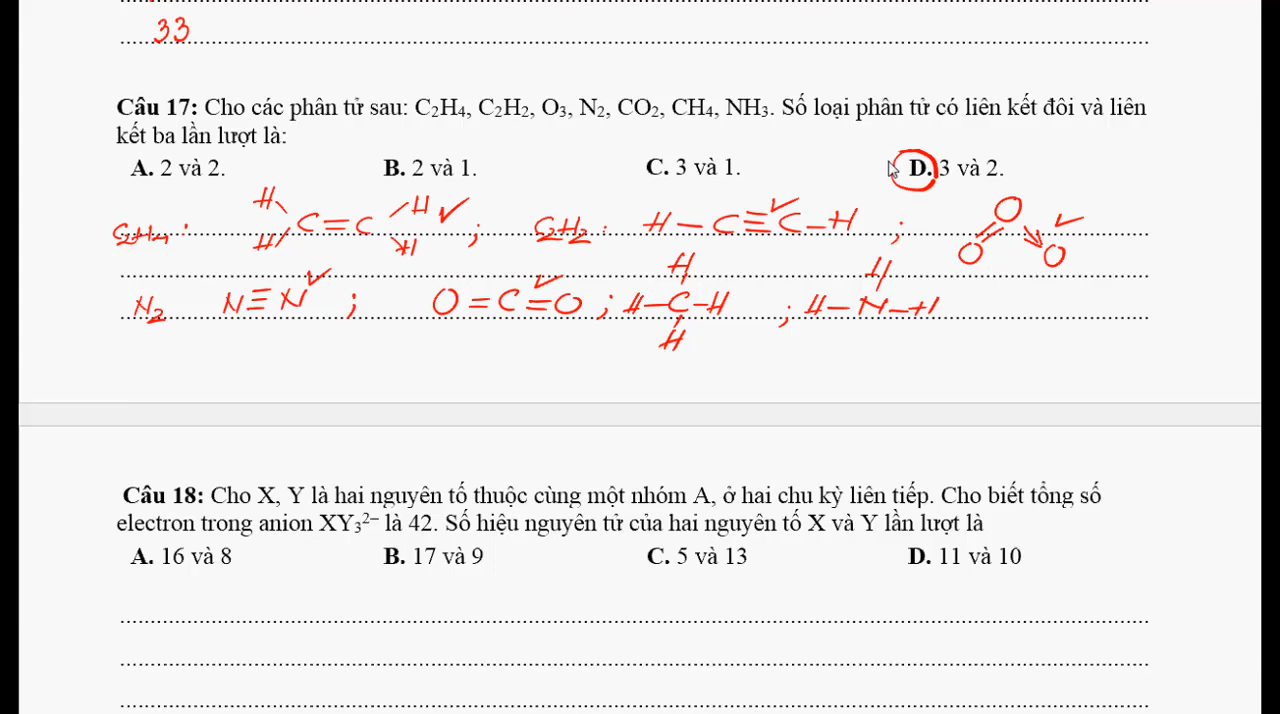 33
Câu 17: Cho các phân tử sau: C₂H₄, C₂H₂, O₃, N₂, CO₂, CH₄, NH₃. Số loại phân tử có liên kết đôi và liên
kết ba lần lượt là:
A. 2 và 2. B. 2 và 1. C. 3 và 1. D. 3 và 2.
H H H H
C₂H₄: H C=C H ✓; C₂H₂: H–C≡C–H ✓; O O O ✓
N₂ N≡N ✓; O=C=O ✓; H–C–H; H–N–H
H
Câu 18: Cho X, Y là hai nguyên tố thuộc cùng một nhóm A, ở hai chu kỳ liên tiếp. Cho biết tổng số
electron trong anion XY₃²⁻ là 42. Số hiệu nguyên tử của hai nguyên tố X và Y lần lượt là
A. 16 và 8 B. 17 và 9 C. 5 và 13 D. 11 và 10